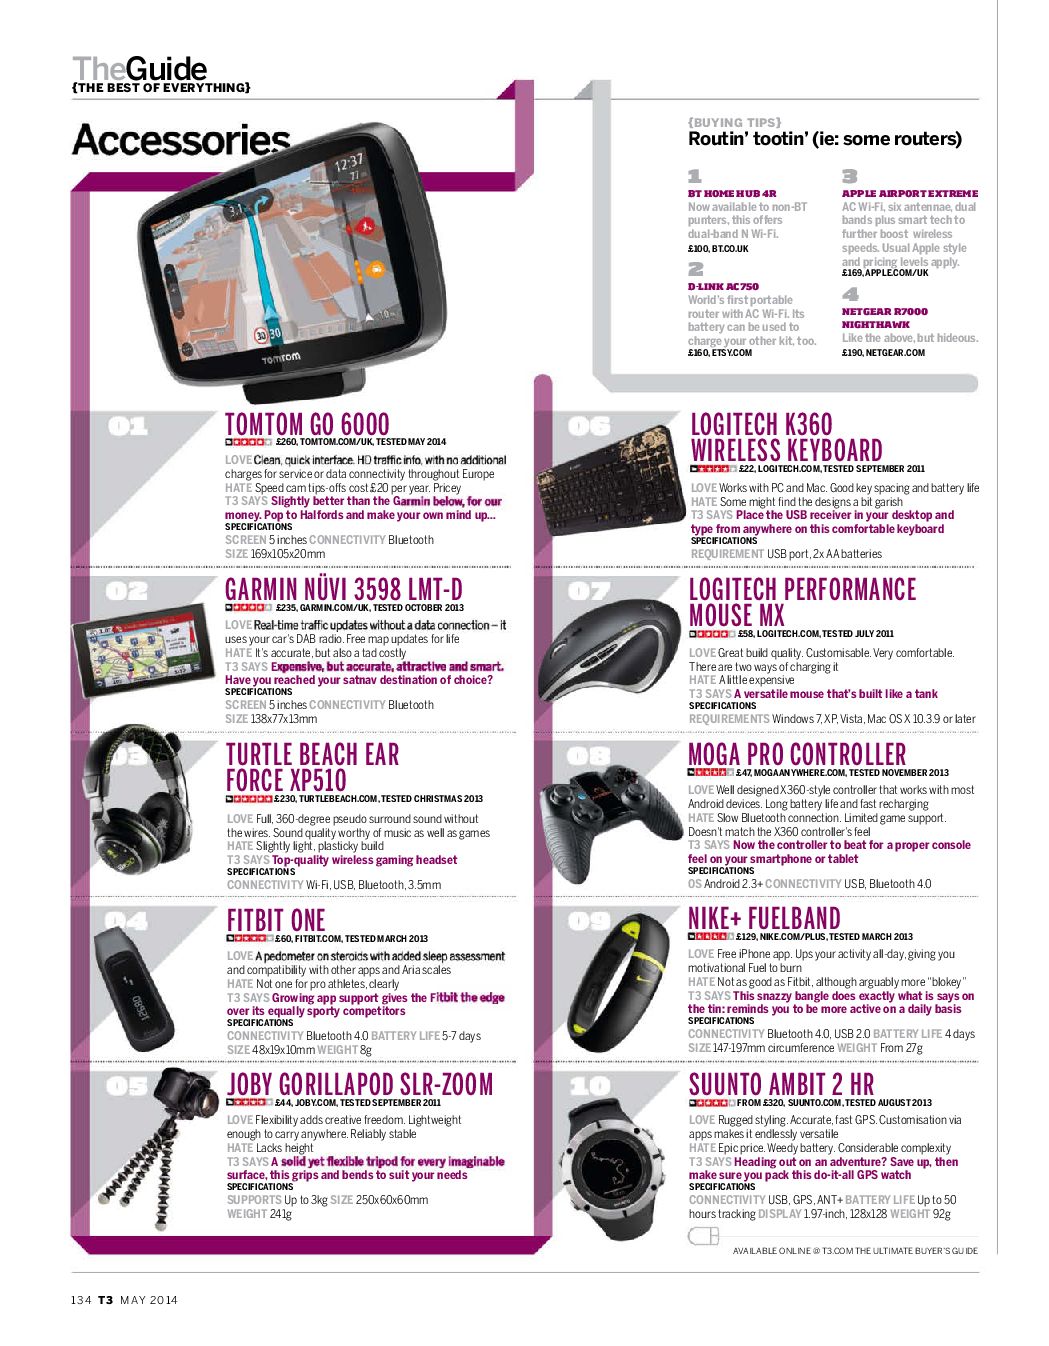 TheGuide
{THE BEST OF EVERYTHING}
Accessories
12:37
3.1
30 30
TOMTOM
{BUYING TIPS}
Routin' tootin' (ie: some routers)
1
BT HOME HUB 4R
Now available to non-BT
punters, this offers
dual-band N Wi-Fi.
£100, BT.CO.UK
2
D-LINK AC750
World's first portable
router with AC Wi-Fi. Its
battery can be used to
charge your other kit, too.
£160, ETSY.COM
3
APPLE AIRPORT EXTREME
AC Wi-Fi, six antennae, dual
bands plus smart tech to
further boost wireless
speeds. Usual Apple style
and pricing levels apply.
£169, APPLE.COM/UK
4
NETGEAR R7000
NIGHTHAWK
Like the above, but hideous.
£190, NETGEAR.COM
01
TOMTOM GO 6000
£260, TOMTOM.COM/UK, TESTED MAY 2014
LOVE Clean, quick interface. HD traffic info, with no additional
charges for service or data connectivity throughout Europe
HATE Speed cam tips-offs cost £20 per year. Pricey
T3 SAYS Slightly better than the Garmin below, for our
money. Pop to Halfords and make your own mind up...
SPECIFICATIONS
SCREEN 5 inches CONNECTIVITY Bluetooth
SIZE 169x105x20mm
02
GARMIN NÜVI 3598 LMT-D
£235, GARMIN.COM/UK, TESTED OCTOBER 2013
LOVE Real-time traffic updates without a data connection – it
uses your car's DAB radio. Free map updates for life
HATE It's accurate, but also a tad costly
T3 SAYS Expensive, but accurate, attractive and smart.
Have you reached your satnav destination of choice?
SPECIFICATIONS
SCREEN 5 inches CONNECTIVITY Bluetooth
SIZE 138x77x13mm
03
TURTLE BEACH EAR
FORCE XP510
£230, TURTLEBEACH.COM, TESTED CHRISTMAS 2013
LOVE Full, 360-degree pseudo surround sound without
the wires. Sound quality worthy of music as well as games
HATE Slightly light, plasticky build
T3 SAYS Top-quality wireless gaming headset
SPECIFICATIONS
CONNECTIVITY Wi-Fi, USB, Bluetooth, 3.5mm
04
FITBIT ONE
£60, FITBIT.COM, TESTED MARCH 2013
LOVE A pedometer on steroids with added sleep assessment
and compatibility with other apps and Aria scales
HATE Not one for pro athletes, clearly
T3 SAYS Growing app support gives the Fitbit the edge
over its equally sporty competitors
SPECIFICATIONS
CONNECTIVITY Bluetooth 4.0 BATTERY LIFE 5-7 days
SIZE 48x19x10mm WEIGHT 8g
05
JOBY GORILLAPOD SLR-ZOOM
£44, JOBY.COM, TESTED SEPTEMBER 2011
LOVE Flexibility adds creative freedom. Lightweight
enough to carry anywhere. Reliably stable
HATE Lacks height
T3 SAYS A solid yet flexible tripod for every imaginable
surface, this grips and bends to suit your needs
SPECIFICATIONS
SUPPORTS Up to 3kg SIZE 250x60x60mm
WEIGHT 241g
06
LOGITECH K360
WIRELESS KEYBOARD
£22, LOGITECH.COM, TESTED SEPTEMBER 2011
LOVE Works with PC and Mac. Good key spacing and battery life
HATE Some might find the designs a bit garish
T3 SAYS Place the USB receiver in your desktop and
type from anywhere on this comfortable keyboard
SPECIFICATIONS
REQUIREMENT USB port, 2x AA batteries
07
LOGITECH PERFORMANCE
MOUSE MX
£58, LOGITECH.COM, TESTED JULY 2011
LOVE Great build quality. Customisable. Very comfortable.
There are two ways of charging it
HATE A little expensive
T3 SAYS A versatile mouse that's built like a tank
SPECIFICATIONS
REQUIREMENTS Windows 7, XP, Vista, Mac OS X 10.3.9 or later
08
MOGA PRO CONTROLLER
£47, MOGAANYWHERE.COM, TESTED NOVEMBER 2013
LOVE Well designed X360-style controller that works with most
Android devices. Long battery life and fast recharging
HATE Slow Bluetooth connection. Limited game support.
Doesn't match the X360 controller's feel
T3 SAYS Now the controller to beat for a proper console
feel on your smartphone or tablet
SPECIFICATIONS
OS Android 2.3+ CONNECTIVITY USB, Bluetooth 4.0
09
NIKE+ FUELBAND
£129, NIKE.COM/PLUS, TESTED MARCH 2013
LOVE Free iPhone app. Ups your activity all-day, giving you
motivational Fuel to burn
HATE Not as good as Fitbit, although arguably more "blokey"
T3 SAYS This snazzy bangle does exactly what is says on
the tin: reminds you to be more active on a daily basis
SPECIFICATIONS
CONNECTIVITY Bluetooth 4.0, USB 2.0 BATTERY LIFE 4 days
SIZE 147-197mm circumference WEIGHT From 27g
10
SUUNTO AMBIT 2 HR
FROM £320, SUUNTO.COM, TESTED AUGUST 2013
LOVE Rugged styling. Accurate, fast GPS. Customisation via
apps makes it endlessly versatile
HATE Epic price. Weedy battery. Considerable complexity
T3 SAYS Heading out on an adventure? Save up, then
make sure you pack this do-it-all GPS watch
SPECIFICATIONS
CONNECTIVITY USB, GPS, ANT+ BATTERY LIFE Up to 50
hours tracking DISPLAY 1.97-inch, 128x128 WEIGHT 92g
AVAILABLE ONLINE @ T3.COM THE ULTIMATE BUYER'S GUIDE
134 T3 MAY 2014